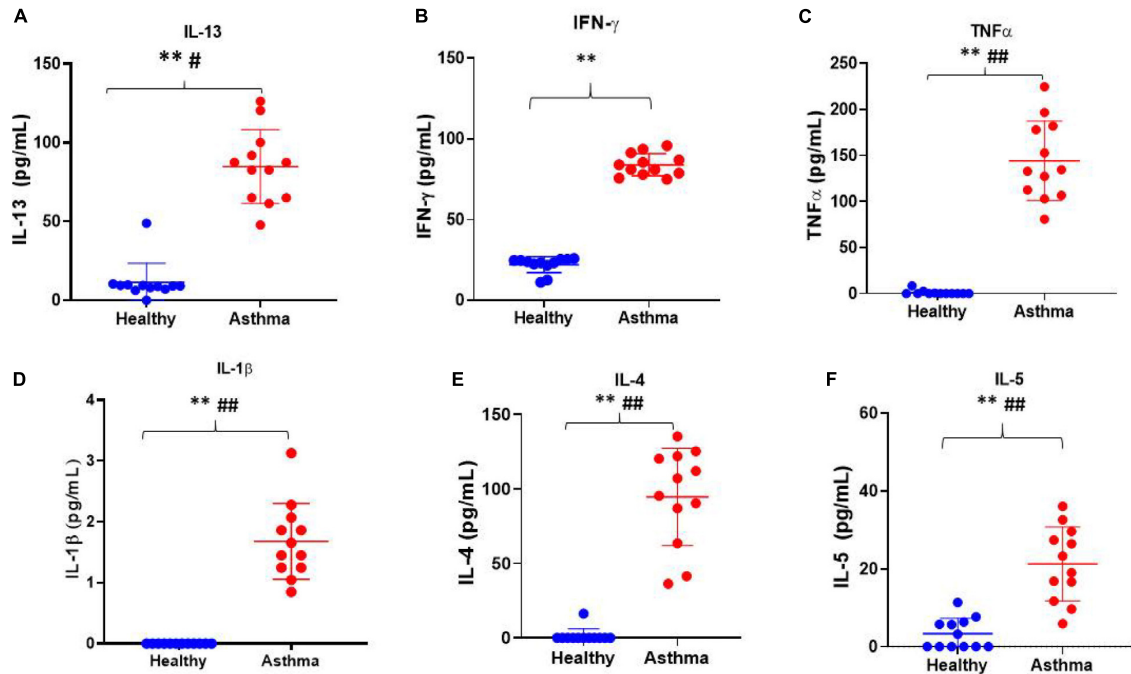 A
IL-13
** #
150
100
50
0
IL-13 (pg/mL)
Healthy
Asthma
B
IFN-γ
**
150
100
50
0
IFN-γ (pg/mL)
Healthy
Asthma
C
TNFα
** ##
250
200
150
100
50
0
TNFα (pg/mL)
Healthy
Asthma
D
IL-1β
** ##
4
3
2
1
0
IL-1β (pg/mL)
Healthy
Asthma
E
IL-4
** ##
150
100
50
0
IL-4 (pg/mL)
Healthy
Asthma
F
IL-5
** ##
60
40
20
0
IL-5 (pg/mL)
Healthy
Asthma